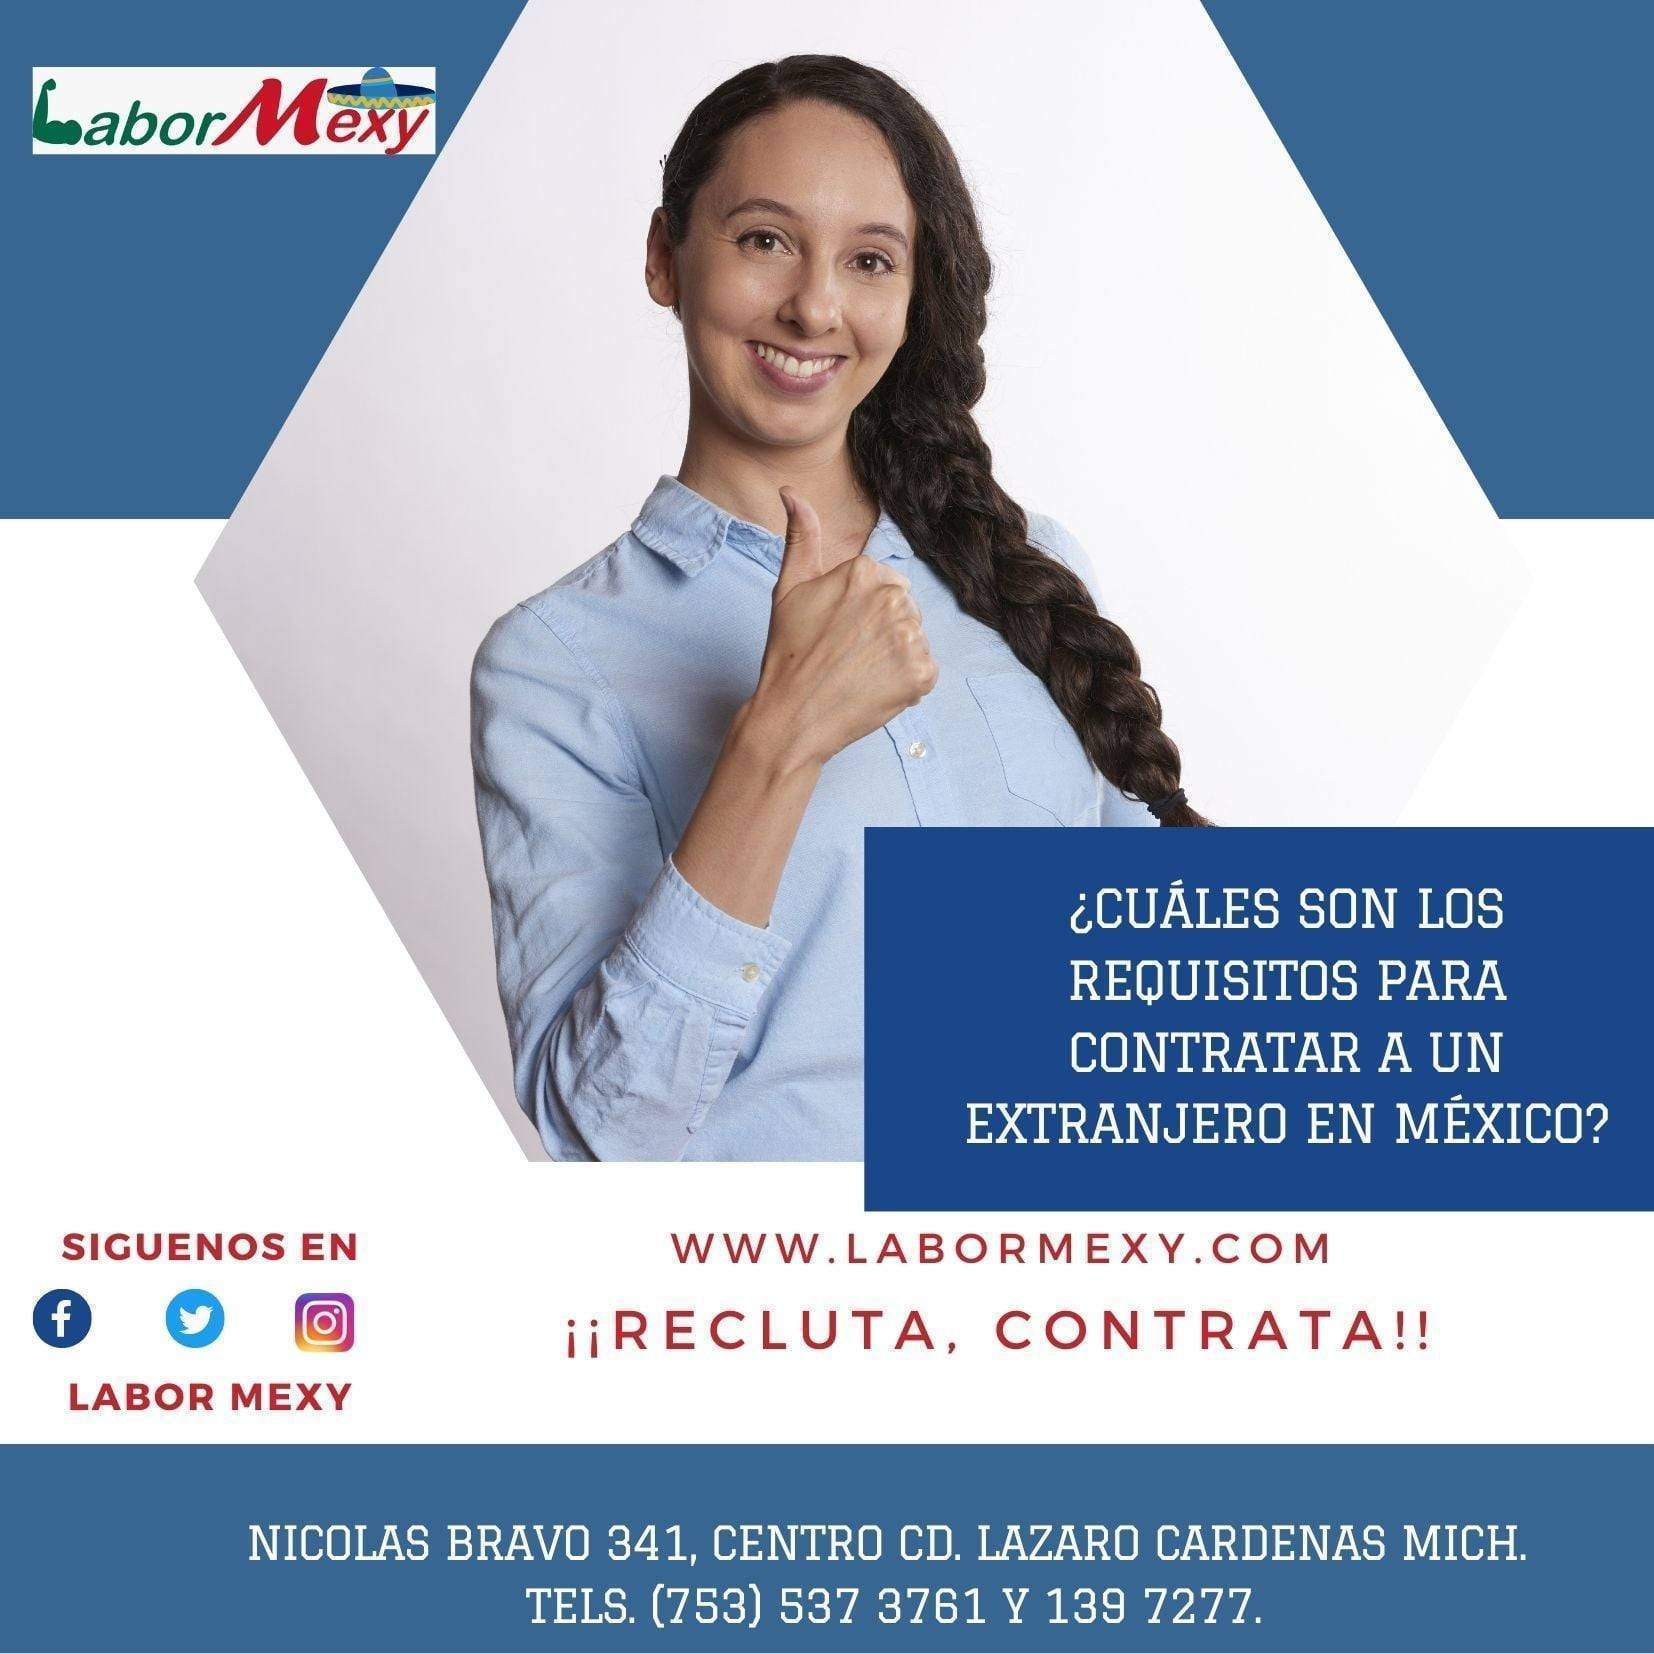 LaborMexy
¿CUÁLES SON LOS
REQUISITOS PARA
CONTRATAR A UN
EXTRANJERO EN MÉXICO?
SIGUENOS EN
LABOR MEXY
WWW.LABORMEXY.COM
¡¡RECLUTA, CONTRATA!!
NICOLAS BRAVO 341, CENTRO CD. LAZARO CARDENAS MICH.
TELS. (753) 537 3761 Y 139 7277.